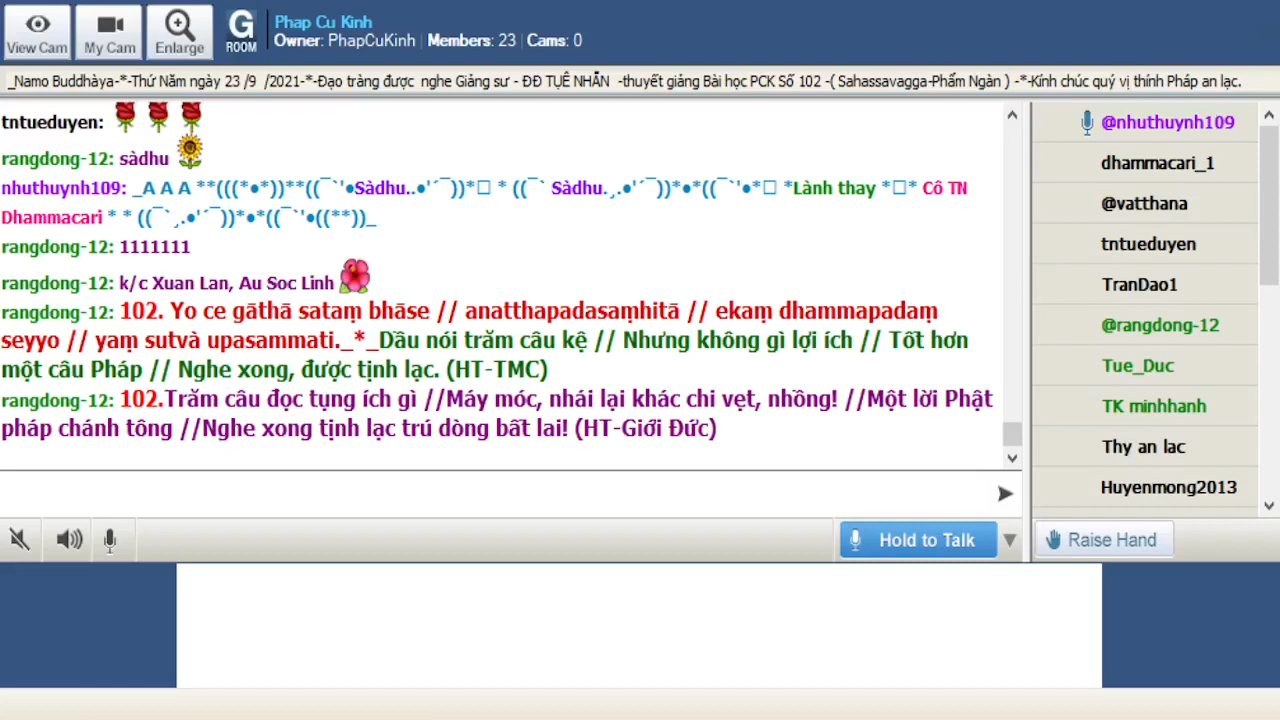 View Cam
My Cam
Enlarge
G
ROOM
Phap Cu Kinh
Owner: PhapCuKinh | Members: 23 | Cams: 0
_Namo Buddhàya-*-Thứ Năm ngày 23 /9 /2021-*-Đạo tràng được nghe Giảng sư - ĐĐ TUỆ NHẪN -thuyết giảng Bài học PCK Số 102 -( Sahassavagga-Phẩm Ngàn ) -*-Kính chúc quý vị thính Pháp an lạc.
tntueduyen:
rangdong-12: sàdhu
nhuthuynh109: _A A A **(((*•*))**((¯`'•Sàdhu..•'´¯))*□ * ((¯` Sàdhu.¸.•'´¯))*•*((¯`'•*□ *Lành thay *□* Cô TN
Dhammacari * * ((¯`¸.•'´¯))*•*((¯`'•((**))_
rangdong-12: 1111111
rangdong-12: k/c Xuan Lan, Au Soc Linh
rangdong-12: 102. Yo ce gāthā sataṃ bhāse // anatthapadasaṃhitā // ekaṃ dhammapadaṃ
seyyo // yaṃ sutvà upasammati._*_Dầu nói trăm câu kệ // Nhưng không gì lợi ích // Tốt hơn
một câu Pháp // Nghe xong, được tịnh lạc. (HT-TMC)
rangdong-12: 102.Trăm câu đọc tụng ích gì //Máy móc, nhái lại khác chi vẹt, nhồng! //Một lời Phật
pháp chánh tông //Nghe xong tịnh lạc trú dòng bất lai! (HT-Giới Đức)
@nhuthuynh109
dhammacari_1
@vatthana
tntueduyen
TranDao1
@rangdong-12
Tue_Duc
TK minhhanh
Thy an lac
Huyenmong2013
Hold to Talk
Raise Hand